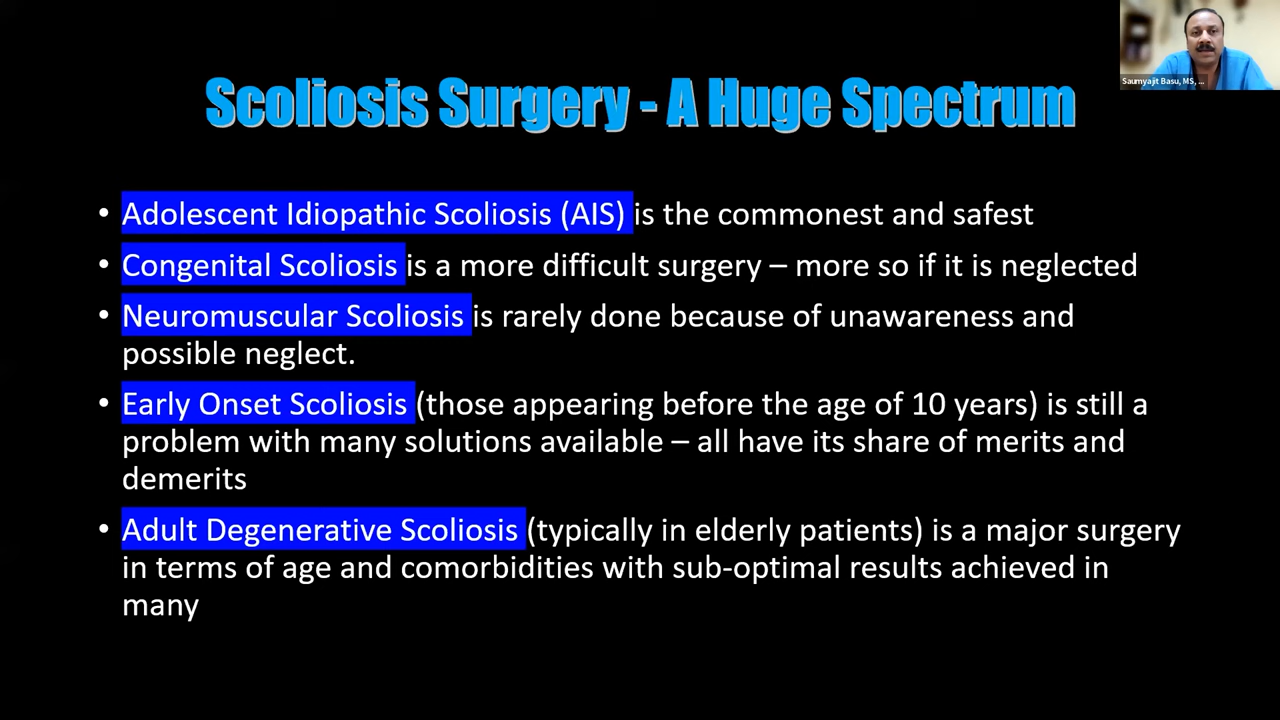 Saumyajit Basu, MS, ...
Scoliosis Surgery - A Huge Spectrum
• Adolescent Idiopathic Scoliosis (AIS) is the commonest and safest
• Congenital Scoliosis is a more difficult surgery – more so if it is neglected
• Neuromuscular Scoliosis is rarely done because of unawareness and
possible neglect.
• Early Onset Scoliosis (those appearing before the age of 10 years) is still a
problem with many solutions available – all have its share of merits and
demerits
• Adult Degenerative Scoliosis (typically in elderly patients) is a major surgery
in terms of age and comorbidities with sub-optimal results achieved in
many